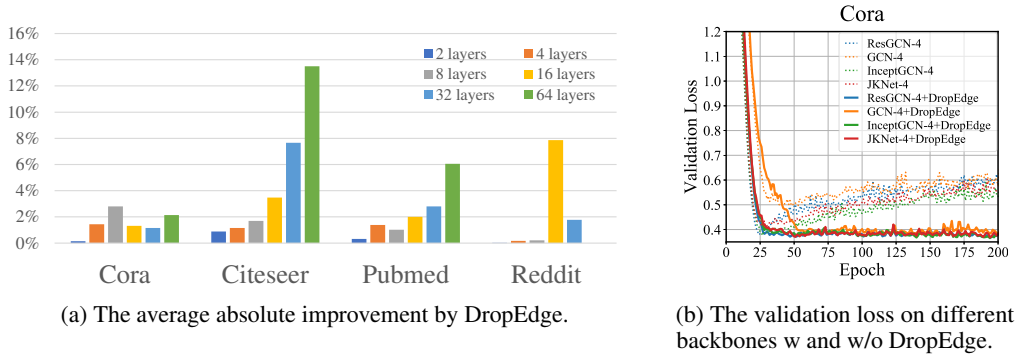 16%
14%
12%
10%
8%
6%
4%
2%
0%
2 layers 4 layers
8 layers 16 layers
32 layers 64 layers
Cora Citeseer Pubmed Reddit
(a) The average absolute improvement by DropEdge.
Cora
Validation Loss
1.2
1.1
1.0
0.9
0.8
0.7
0.6
0.5
0.4
ResGCN-4
GCN-4
InceptGCN-4
JKNet-4
ResGCN-4+DropEdge
GCN-4+DropEdge
InceptGCN-4+DropEdge
JKNet-4+DropEdge
0 25 50 75 100 125 150 175 200
Epoch
(b) The validation loss on different
backbones w and w/o DropEdge.